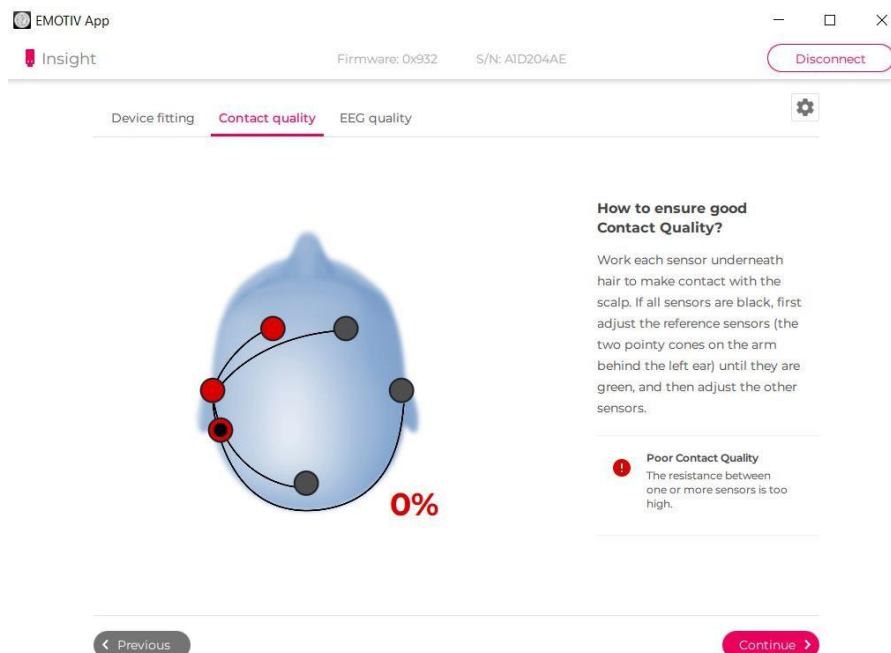 EMOTIV App
Insight
Firmware: 0x932
S/N: A1D204AE
Disconnect
Device fitting
Contact quality
EEG quality
How to ensure good
Contact Quality?
Work each sensor underneath
hair to make contact with the
scalp. If all sensors are black, first
adjust the reference sensors (the
two pointy cones on the arm
behind the left ear) until they are
green, and then adjust the other
sensors.
Poor Contact Quality
The resistance between
one or more sensors is too
high.
0%
Previous
Continue